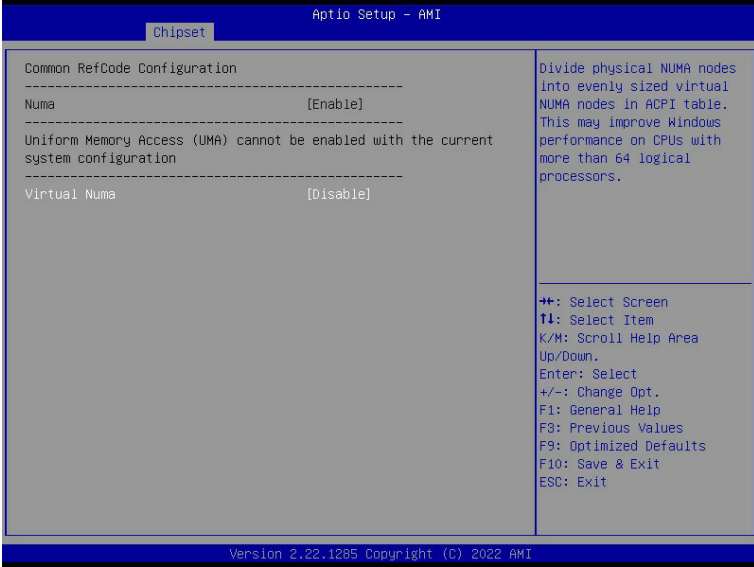 Aptio Setup - AMI
Chipset
Common RefCode Configuration
------------------------------------------------
Numa [Enable]
------------------------------------------------
Uniform Memory Access (UMA) cannot be enabled with the current
system configuration
------------------------------------------------
Virtual Numa [Disable]
Divide physical NUMA nodes
into evenly sized virtual
NUMA nodes in ACPI table.
This may improve Windows
performance on CPUs with
more than 64 logical
processors.
→←: Select Screen
↑↓: Select Item
K/M: Scroll Help Area
Up/Down.
Enter: Select
+/-: Change Opt.
F1: General Help
F3: Previous Values
F9: Optimized Defaults
F10: Save & Exit
ESC: Exit
Version 2.22.1285 Copyright (C) 2022 AMI